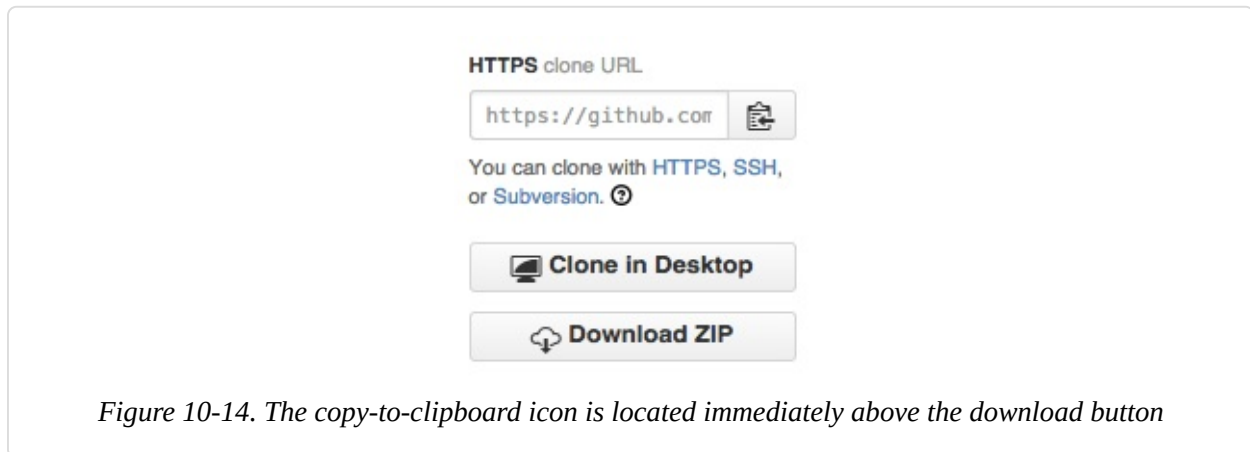 HTTPS clone URL
https://github.com
You can clone with HTTPS, SSH,
or Subversion.
Clone in Desktop
Download ZIP
Figure 10-14. The copy-to-clipboard icon is located immediately above the download button